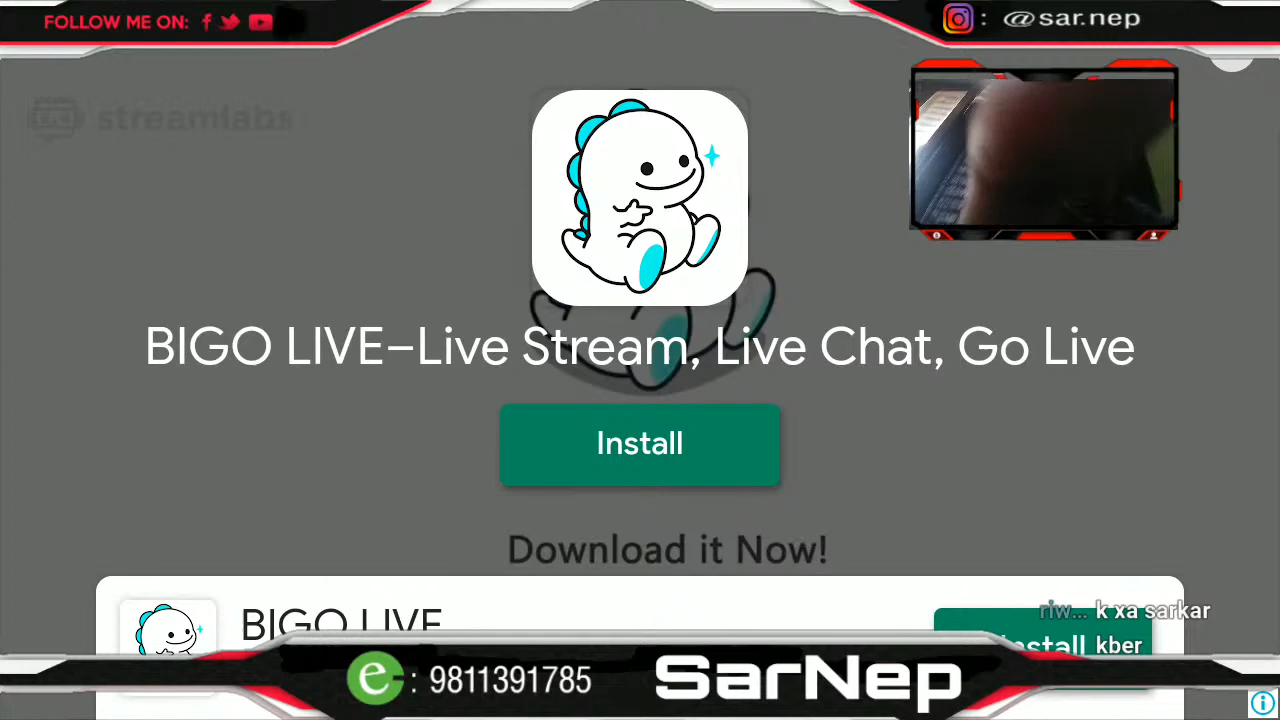 FOLLOW ME ON:
: @sar.nep
streamlabs
BIGO LIVE–Live Stream, Live Chat, Go Live
Install
Download it Now!
BIGO LIVE
riw... k xa sarkar
Install kber
: 9811391785
SarNep